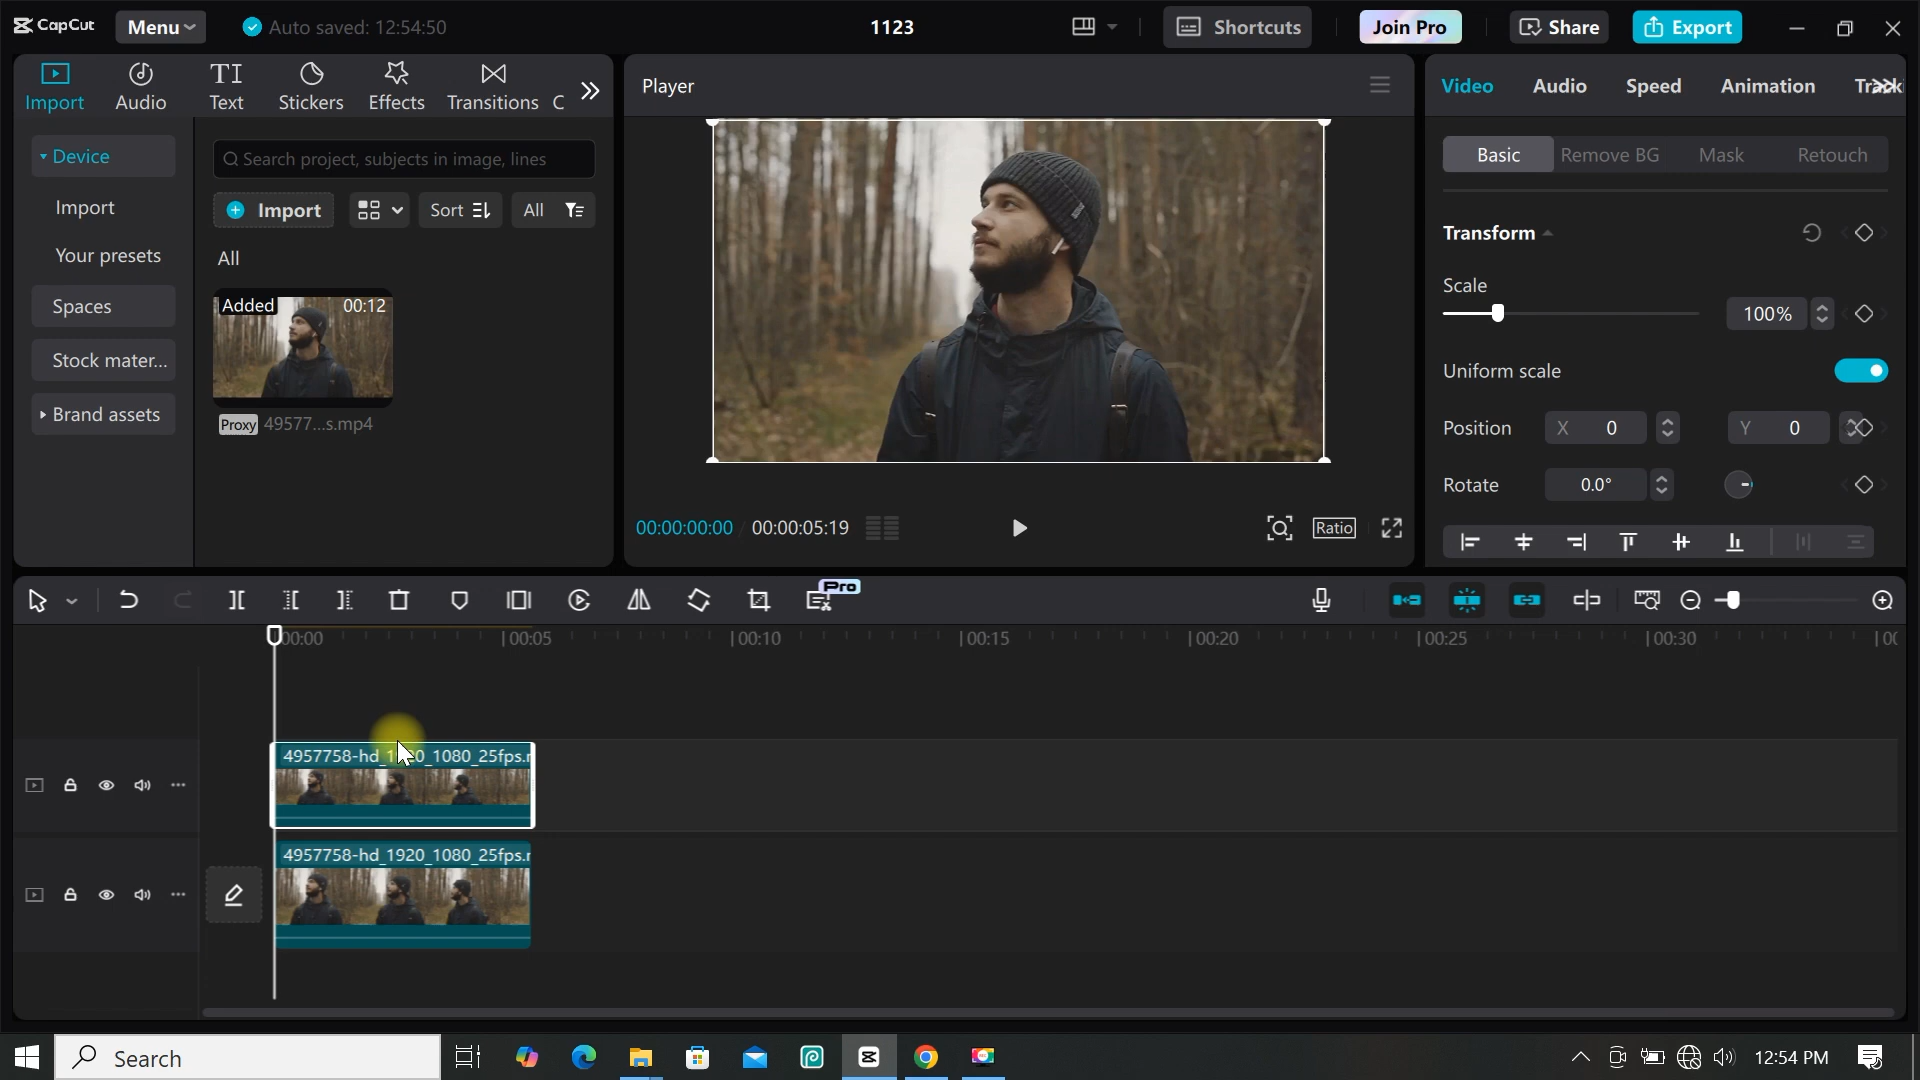 CapCut
Menu
Auto saved: 12:54:50
1123
Shortcuts
Join Pro
Share
Export
Import
Audio
Text
Stickers
Effects
Transitions
C
Device
Import
Your presets
Spaces
Stock mater...
Brand assets
Search project, subjects in image, lines
Import
Sort
All
All
Added 00:12
Proxy 49577...s.mp4
Player
00:00:00:00 00:00:05:19
Ratio
Video
Audio
Speed
Animation
Basic
Remove BG
Mask
Retouch
Transform
Scale
100%
Uniform scale
Position X 0 Y 0
Rotate 0.0°
Pro
00:00 00:05 00:10 00:15 00:20 00:25 00:30
4957758-hd_1920_1080_25fps.r
4957758-hd_1920_1080_25fps.r
Search
12:54 PM